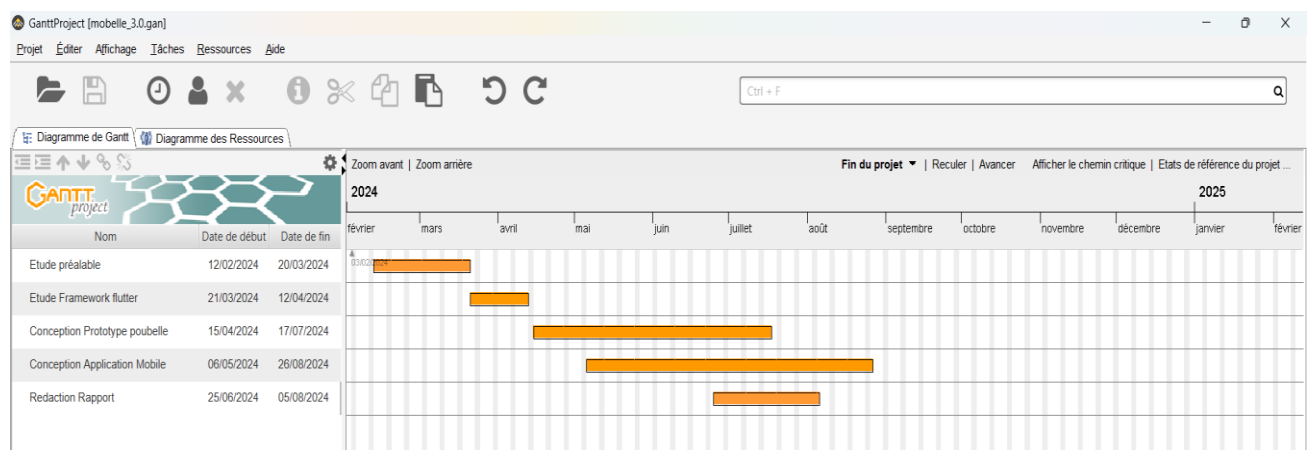 GanttProject [mobelle_3.0.gan]
Projet Éditer Affichage Tâches Ressources Aide
Ctrl + F
Diagramme de Gantt Diagramme des Ressources
Zoom avant | Zoom arrière Fin du projet | Reculer | Avancer Afficher le chemin critique | Etats de référence du projet ...
GANTT project
2024 2025
février mars avril mai juin juillet août septembre octobre novembre décembre janvier février
Nom Date de début Date de fin
03/02/2024
Etude préalable 12/02/2024 20/03/2024
Etude Framework flutter 21/03/2024 12/04/2024
Conception Prototype poubelle 15/04/2024 17/07/2024
Conception Application Mobile 06/05/2024 26/08/2024
Redaction Rapport 25/06/2024 05/08/2024